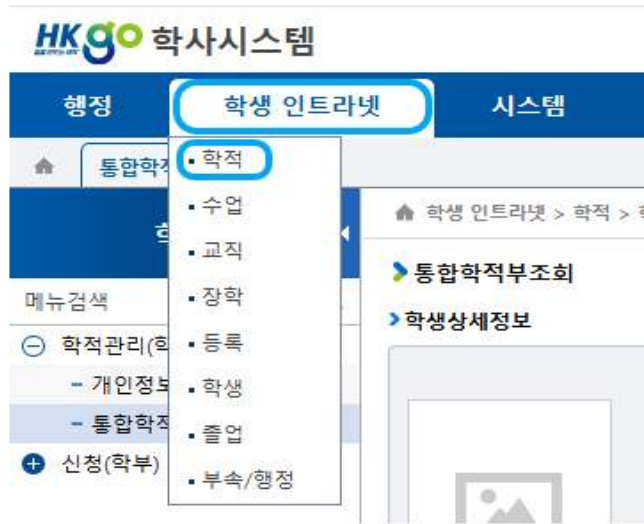 HKgo 학사시스템
행정 학생 인트라넷 시스템
통합학적
학적
수업
교직
장학
등록
학생
졸업
부속/행정
메뉴검색
학적관리(학
개인정보
통합학적
신청(학부)
학생 인트라넷 > 학적 >
통합학적부조회
학생상세정보